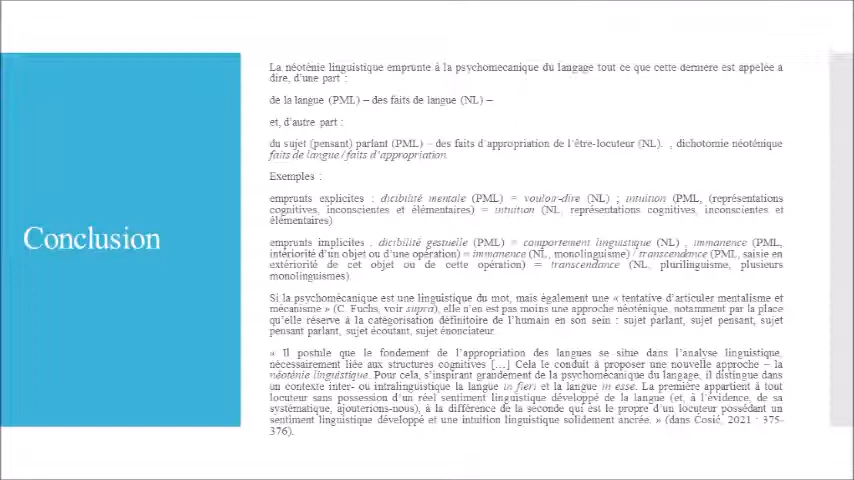 Conclusion
La néoténie linguistique emprunte à la psychomécanique du langage tout ce que cette dernière est appelée à
dire, d'une part :
de la langue (PML) – des faits de langue (NL) –
et, d'autre part :
du sujet (pensant) parlant (PML) – des faits d'appropriation de l'être-locuteur (NL). , dichotomie néoténique
faits de langue / faits d'appropriation.
Exemples :
emprunts explicites : dicibilité mentale (PML) = vouloir-dire (NL) ; intuition (PML, (représentations
cognitives, inconscientes et élémentaires) = intuition (NL, représentations cognitives, inconscientes et
élémentaires)
emprunts implicites : dicibilité gestuelle (PML) = comportement linguistique (NL) ; immanence (PML,
intériorité d'un objet ou d'une opération) = immanence (NL, monolinguisme) / transcendance (PML, saisie en
extériorité de cet objet ou de cette opération) = transcendance (NL, plurilinguisme, plusieurs
monolinguismes).
Si la psychomécanique est une linguistique du mot, mais également une « tentative d'articuler mentalisme et
mécanisme » (C. Fuchs, voir supra), elle n'en est pas moins une approche néoténique, notamment par la place
qu'elle réserve à la catégorisation définitoire de l'humain en son sein : sujet parlant, sujet pensant, sujet
pensant parlant, sujet écoutant, sujet énonciateur.
« Il postule que le fondement de l'appropriation des langues se situe dans l'analyse linguistique,
nécessairement liée aux structures cognitives […] Cela le conduit à proposer une nouvelle approche – la
néoténie linguistique. Pour cela, s'inspirant grandement de la psychomécanique du langage, il distingue dans
un contexte inter- ou intralinguistique la langue in fieri et la langue in esse. La première appartient à tout
locuteur sans possession d'un réel sentiment linguistique développé de la langue (et, à l'évidence, de sa
systématique, ajouterions-nous), à la différence de la seconde qui est le propre d'un locuteur possédant un
sentiment linguistique développé et une intuition linguistique solidement ancrée. » (dans Ćosić, 2021 : 375-
376).